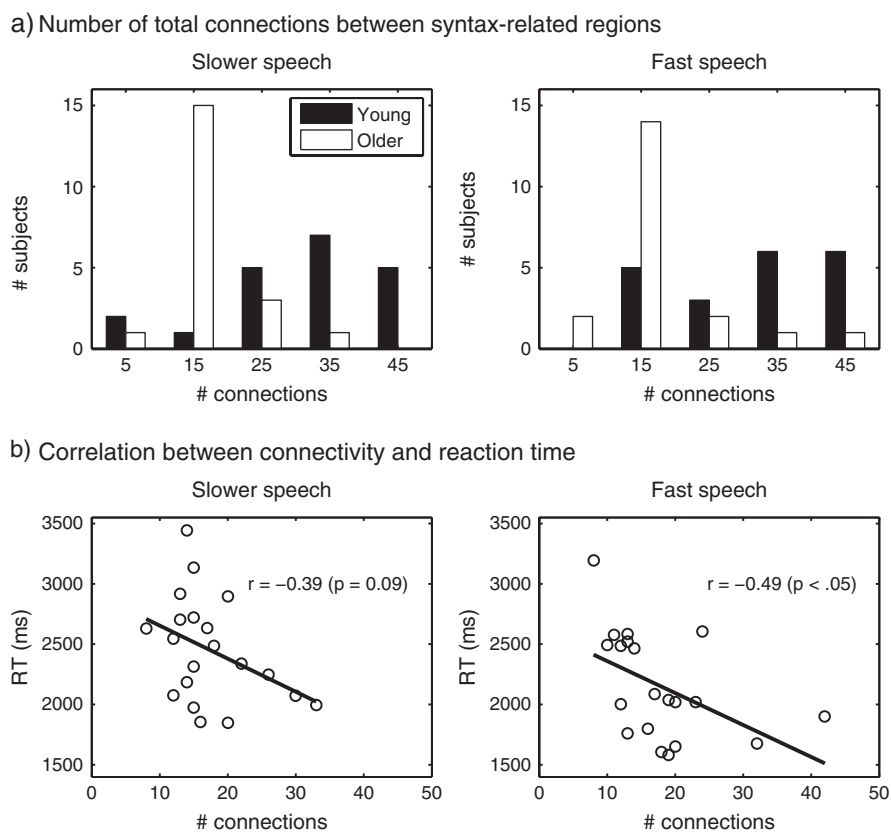 a) Number of total connections between syntax-related regions
Slower speech
Fast speech
# subjects
15
10
5
0
Young
Older
5 15 25 35 45
# connections
# subjects
15
10
5
0
5 15 25 35 45
# connections
b) Correlation between connectivity and reaction time
Slower speech
Fast speech
RT (ms)
3500
3000
2500
2000
1500
r = −0.39 (p = 0.09)
0 10 20 30 40 50
# connections
RT (ms)
3500
3000
2500
2000
1500
r = −0.49 (p < .05)
0 10 20 30 40 50
# connections